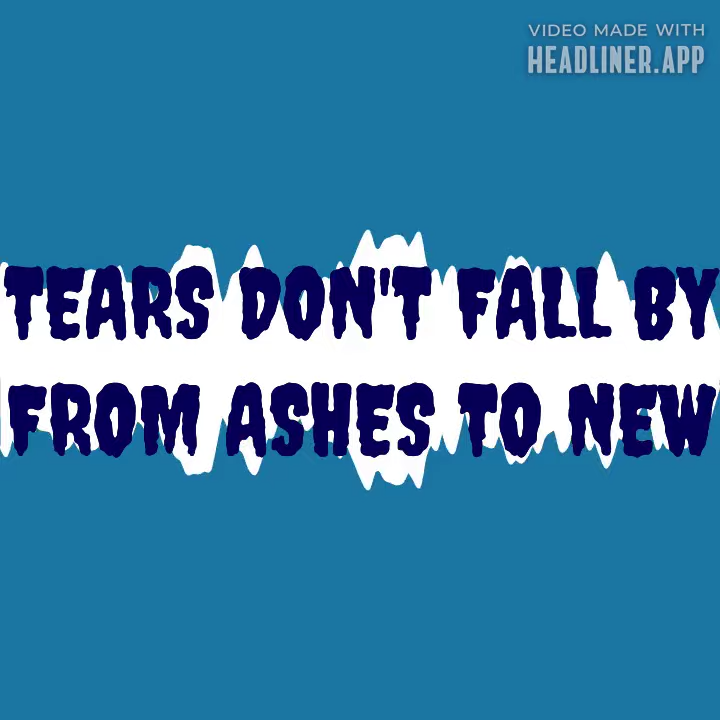 VIDEO MADE WITH
HEADLINER.APP
TEARS DON'T FALL BY
FROM ASHES TO NEW